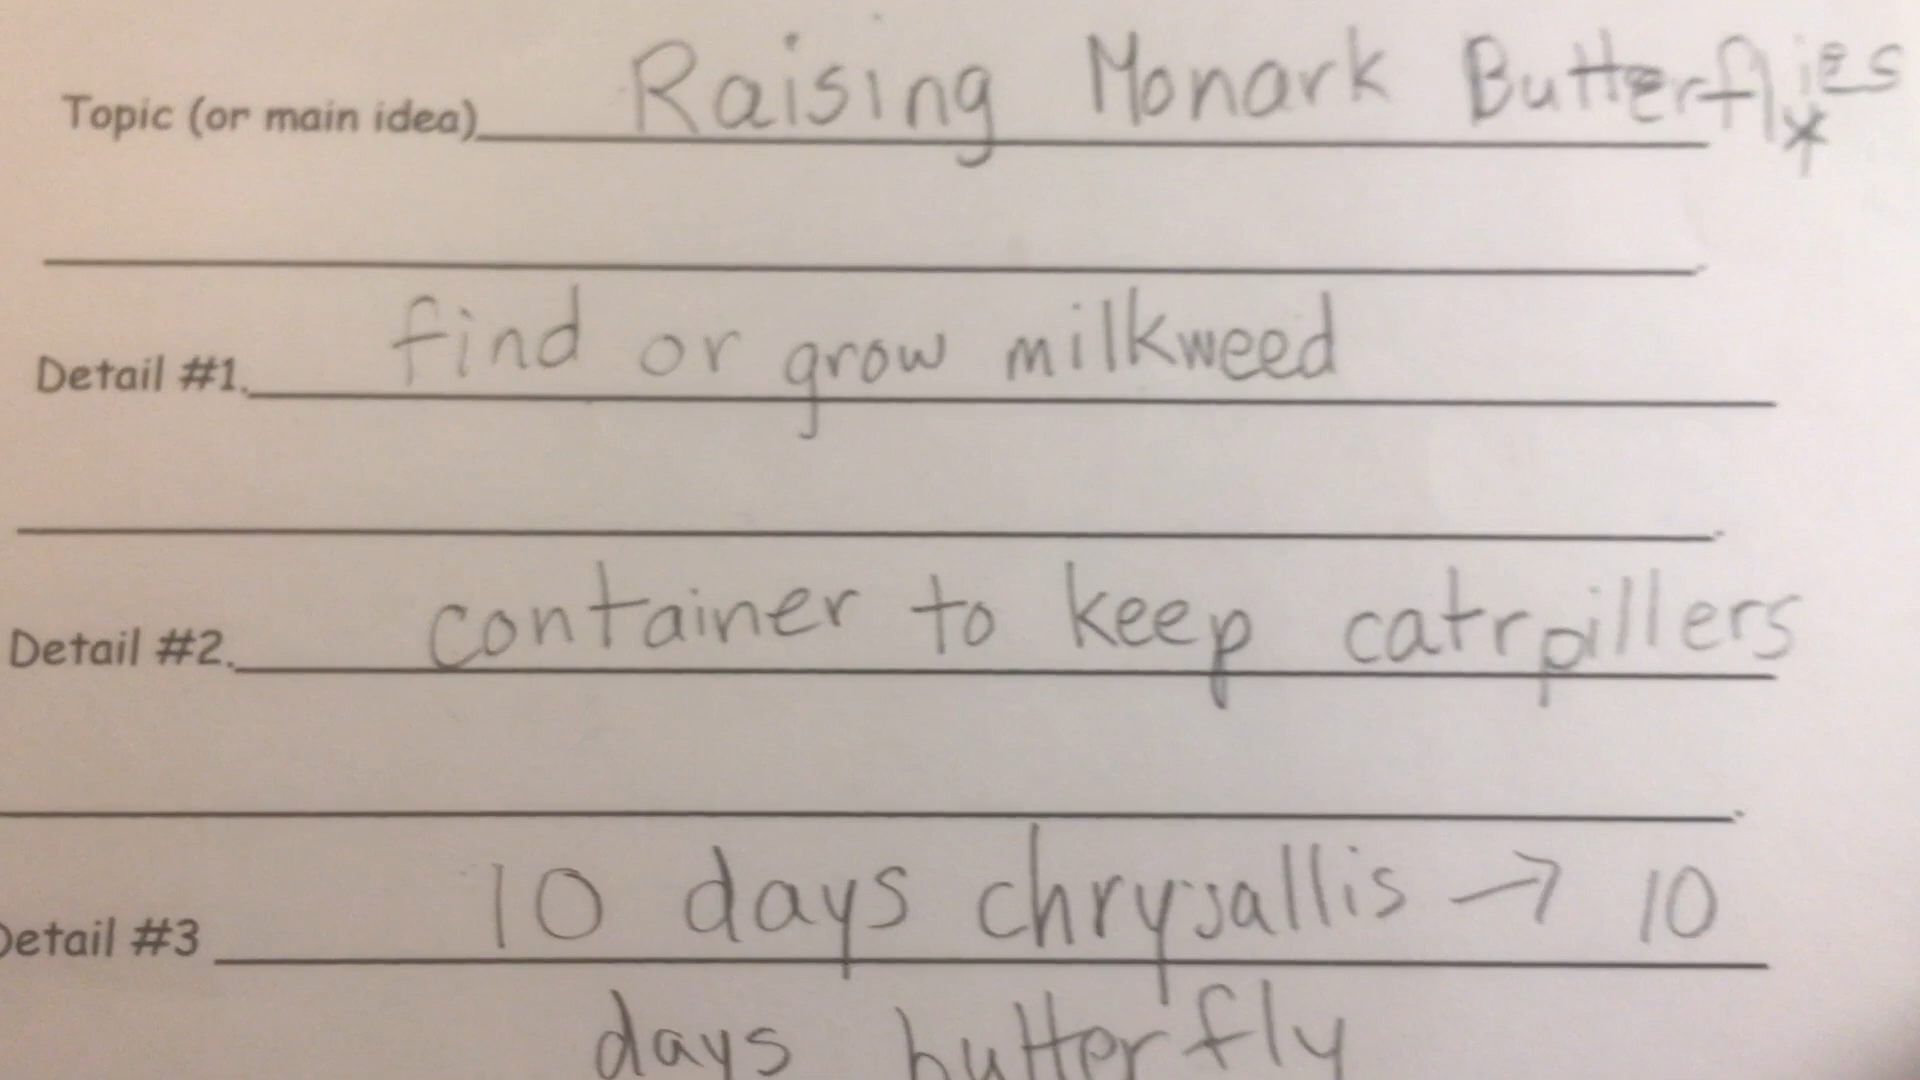 Topic (or main idea) Raising Monark Butterflies
Detail #1. find or grow milkweed
Detail #2. container to keep catrpillers
Detail #3 10 days chrysallis → 10
days butterfly